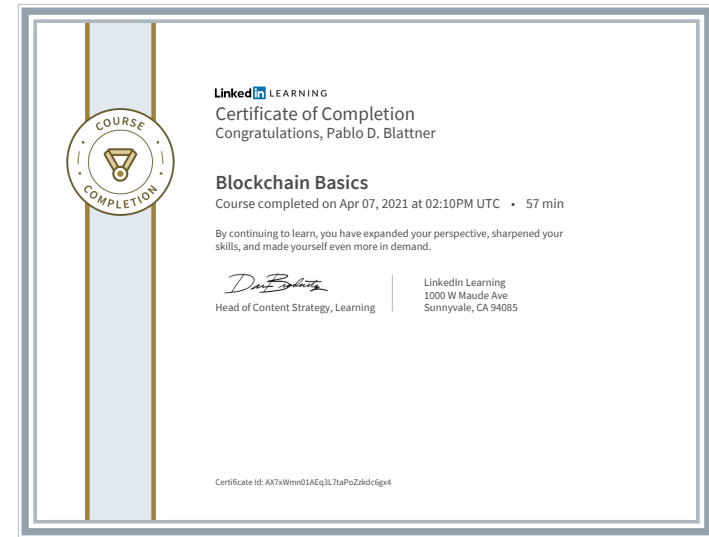 COURSE
COMPLETION
Linked in LEARNING
Certificate of Completion
Congratulations, Pablo D. Blattner
Blockchain Basics
Course completed on Apr 07, 2021 at 02:10PM UTC • 57 min
By continuing to learn, you have expanded your perspective, sharpened your
skills, and made yourself even more in demand.
Head of Content Strategy, Learning
LinkedIn Learning
1000 W Maude Ave
Sunnyvale, CA 94085
Certificate Id: AX7xWmn01AEq3L7taPoZzkdc6gx4